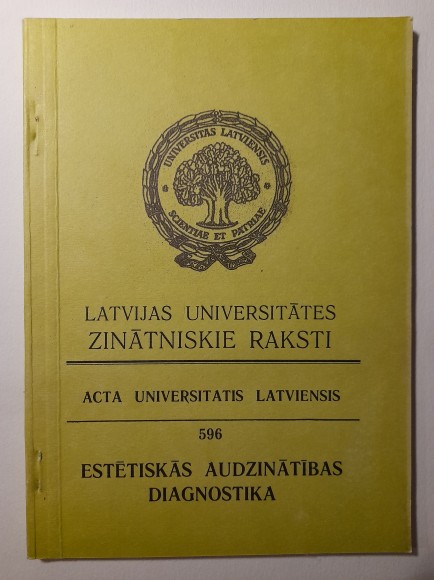 UNIVERSITAS LATVIENSIS
SCIENTIAE ET PATRIAE
LATVIJAS UNIVERSITĀTES
ZINĀTNISKIE RAKSTI
ACTA UNIVERSITATIS LATVIENSIS
596
ESTĒTISKĀS AUDZINĀTĪBAS
DIAGNOSTIKA